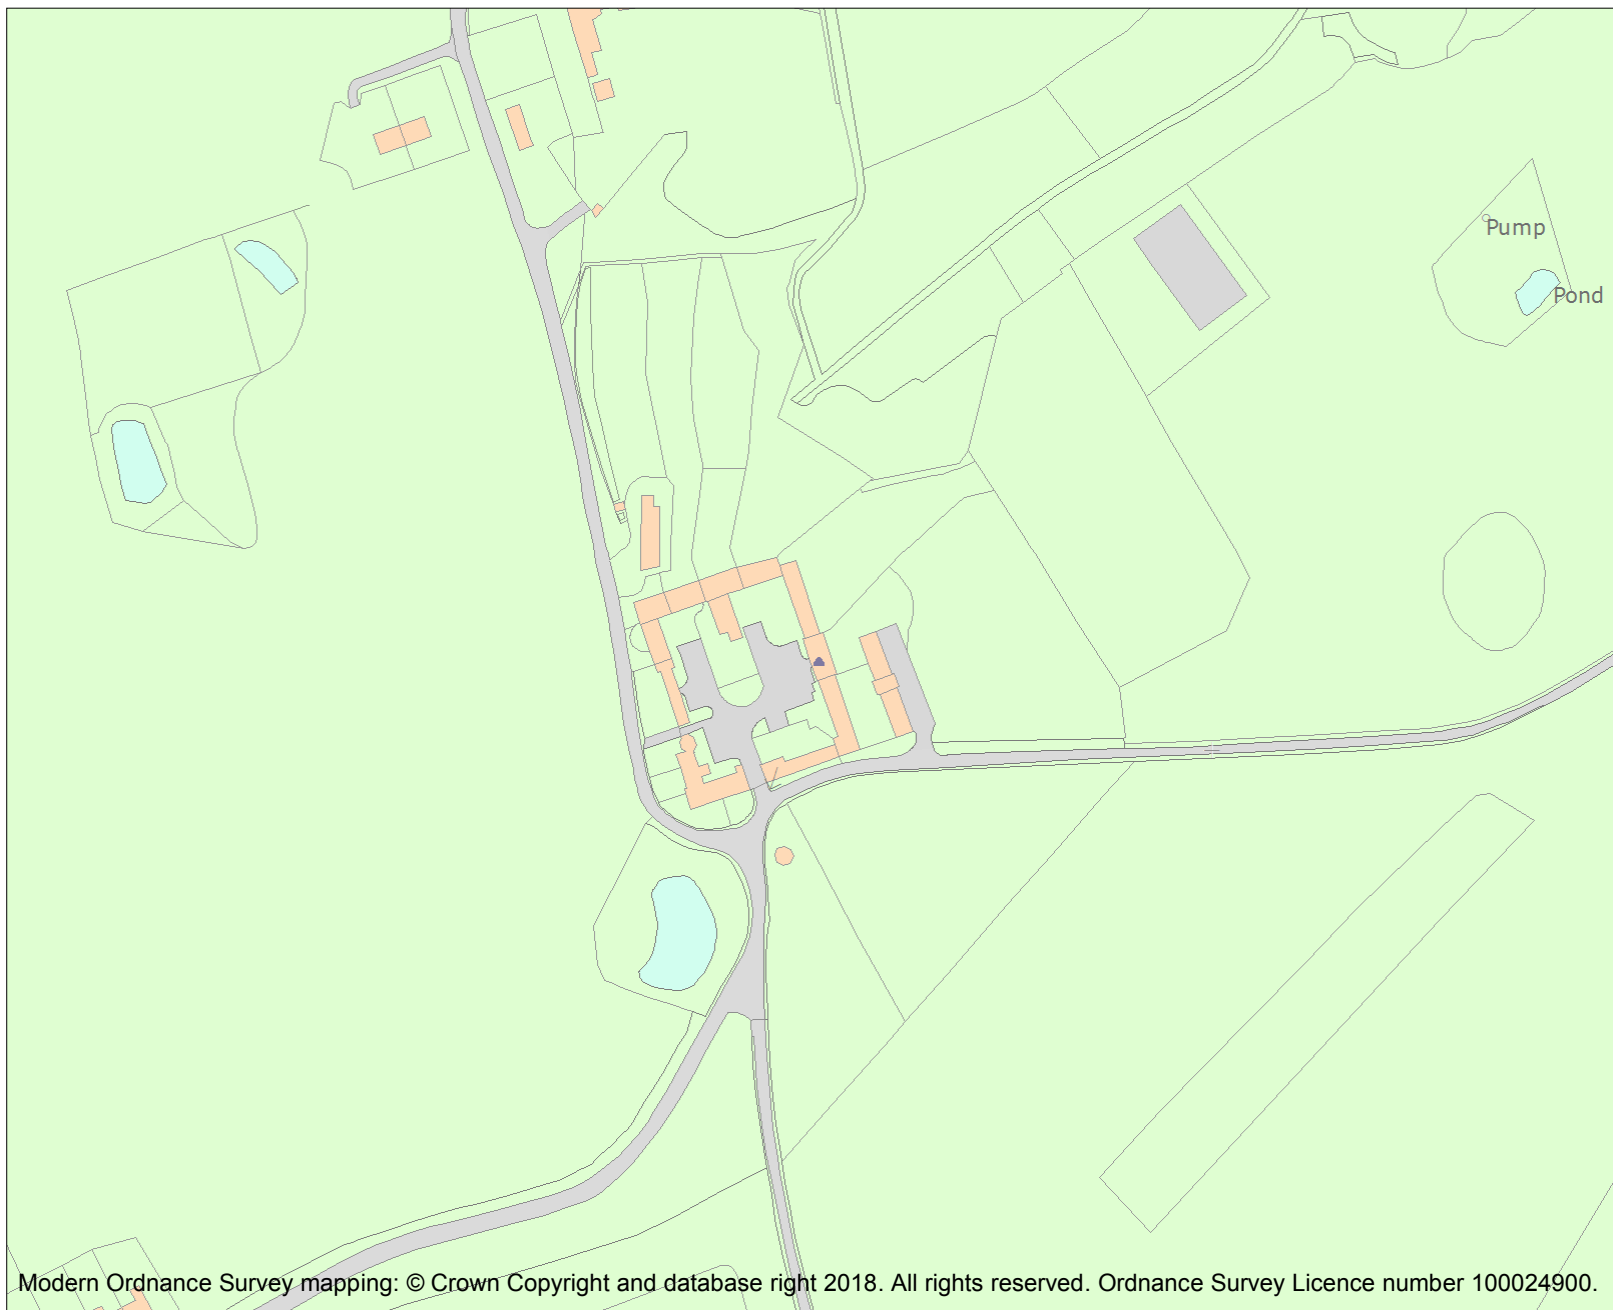 Pump
Pond
Modern Ordnance Survey mapping: © Crown Copyright and database right 2018. All rights reserved. Ordnance Survey Licence number 100024900.